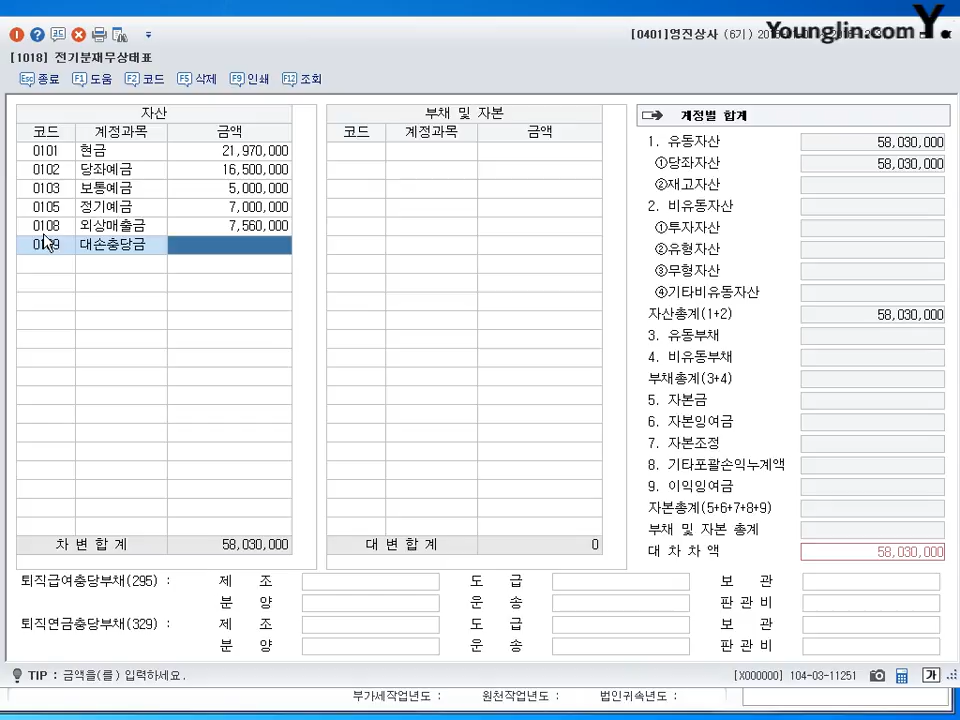 Younglin.com Y.
[0401]영진상사 (6기)
[1018] 전기분재무상태표
Esc 종료 F1 도움 F2 코드 F5 삭제 F9 인쇄 F12 조회
자산
코드 계정과목 금액
0101 현금 21,970,000
0102 당좌예금 16,500,000
0103 보통예금 5,000,000
0105 정기예금 7,000,000
0108 외상매출금 7,560,000
대손충당금
차 변 합 계 58,030,000
부채 및 자본
코드 계정과목 금액
대 변 합 계 0
계정별 합계
1. 유동자산 58,030,000
①당좌자산 58,030,000
②재고자산
2. 비유동자산
①투자자산
②유형자산
③무형자산
④기타비유동자산
자산총계(1+2) 58,030,000
3. 유동부채
4. 비유동부채
부채총계(3+4)
5. 자본금
6. 자본잉여금
7. 자본조정
8. 기타포괄손익누계액
9. 이익잉여금
자본총계(5+6+7+8+9)
부채 및 자본 총계
대 차 차 액 58,030,000
퇴직급여충당부채(295) : 제 조 도 급 보 관
분 양 운 송 판 관 비
퇴직연금충당부채(329) : 제 조 도 급 보 관
분 양 운 송 판 관 비
TIP : 금액을(를) 입력하세요. [X000000] 104-03-11251 가
부가세작업년도 : 원천작업년도 : 법인귀속년도 :